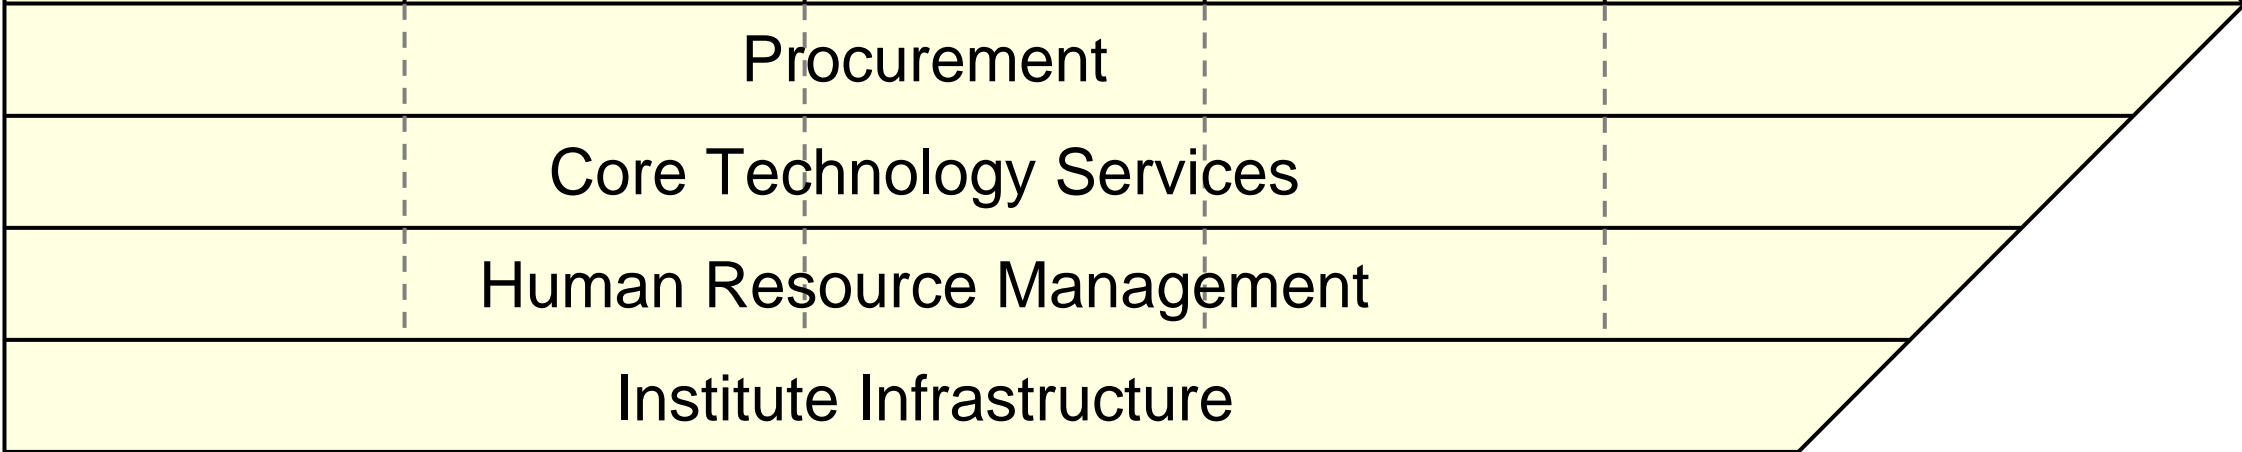 Procurement
Core Technology Services
Human Resource Management
Institute Infrastructure